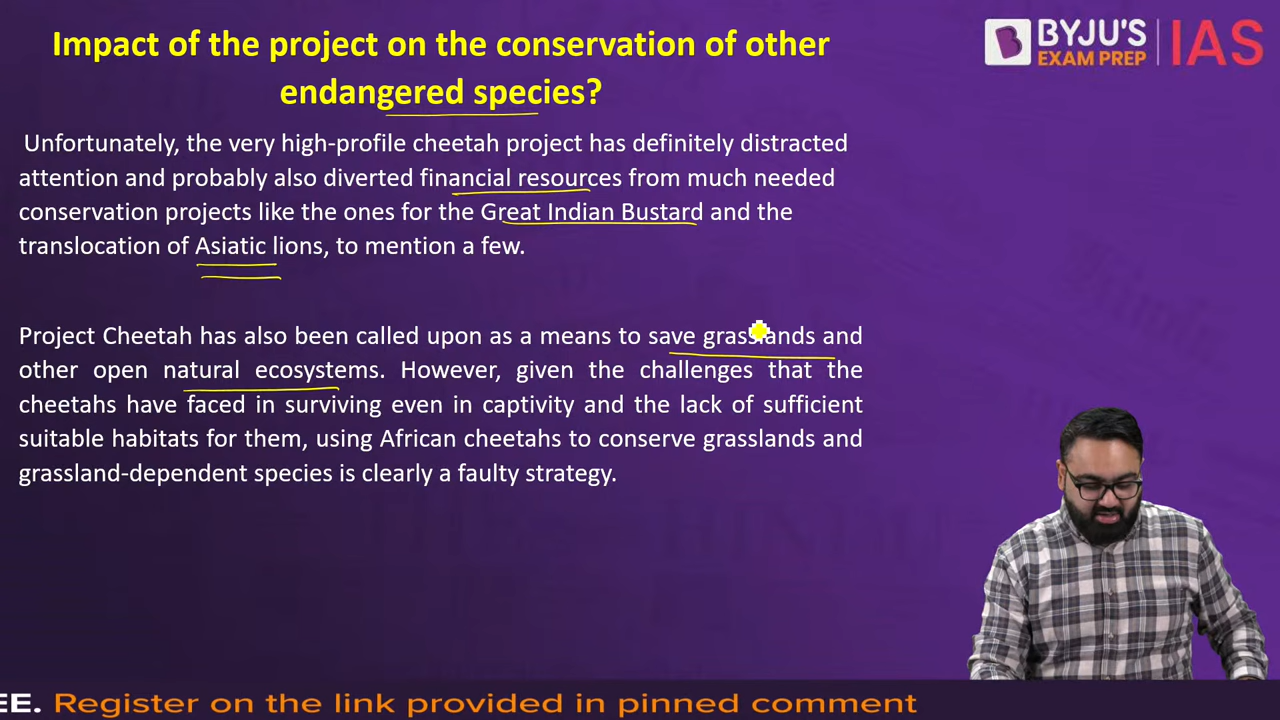 Impact of the project on the conservation of other
endangered species?
BYJU'S
EXAM PREP
IAS
Unfortunately, the very high-profile cheetah project has definitely distracted
attention and probably also diverted financial resources from much needed
conservation projects like the ones for the Great Indian Bustard and the
translocation of Asiatic lions, to mention a few.
Project Cheetah has also been called upon as a means to save grasslands and
other open natural ecosystems. However, given the challenges that the
cheetahs have faced in surviving even in captivity and the lack of sufficient
suitable habitats for them, using African cheetahs to conserve grasslands and
grassland-dependent species is clearly a faulty strategy.
EE. Register on the link provided in pinned comment